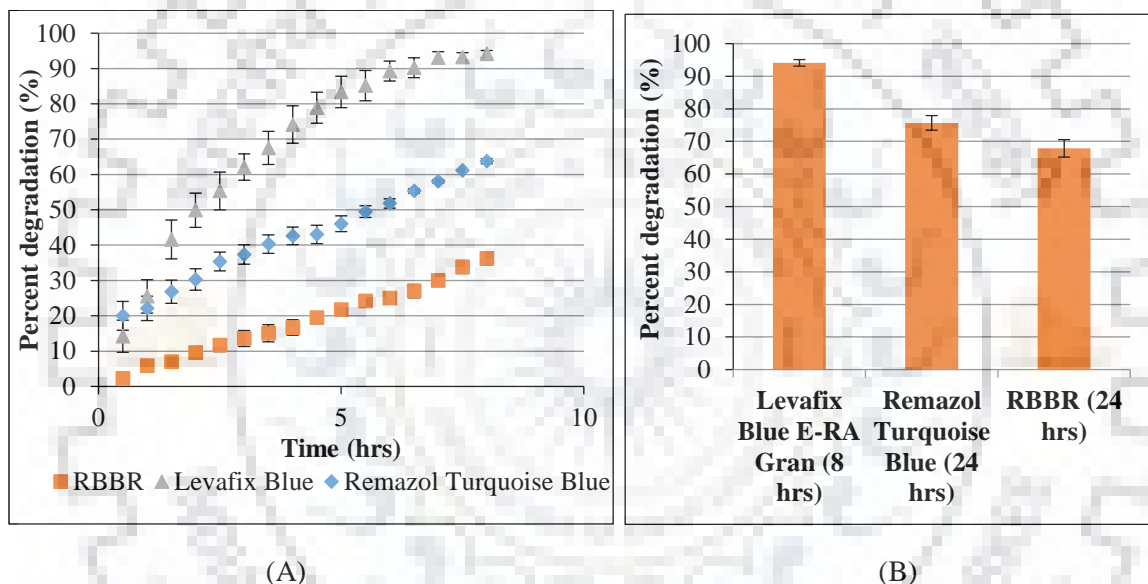 100
90
80
70
60
50
40
30
20
10
0
Percent degradation (%)
0 5 10
Time (hrs)
RBBR Levafix Blue Remazol Turquoise Blue
(A)
100
90
80
70
60
50
40
30
20
10
0
Percent degradation (%)
Levafix
Blue E-RA
Gran (8
hrs)
Remazol
Turquoise
Blue (24
hrs)
RBBR (24
hrs)
(B)